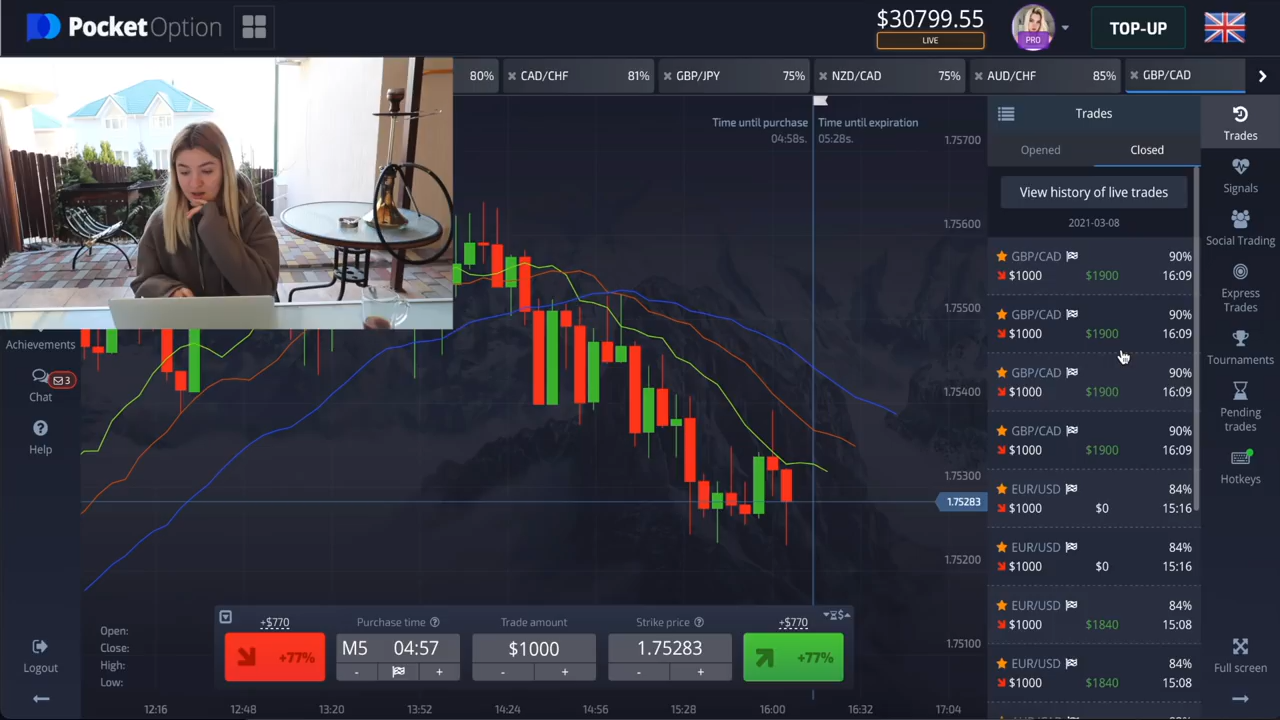 PocketOption
$30799.55
LIVE
PRO
TOP-UP
80%
CAD/CHF 81%
GBP/JPY 75%
NZD/CAD 75%
AUD/CHF 85%
GBP/CAD
Time until purchase
04:58s.
Time until expiration
05:28s.
1.75700
1.75600
1.75500
1.75400
1.75300
1.75283
1.75200
1.75100
Achievements
Chat
3
Help
Logout
Open:
Close:
High:
Low:
+$770
+77%
Purchase time
M5 04:57
- +
Trade amount
$1000
- +
Strike price
1.75283
- +
+$770
+77%
12:16 12:48 13:20 13:52 14:24 14:56 15:28 16:00 16:32 17:04
Trades
Opened Closed
View history of live trades
2021-03-08
GBP/CAD 90%
$1000 $1900 16:09
GBP/CAD 90%
$1000 $1900 16:09
GBP/CAD 90%
$1000 $1900 16:09
GBP/CAD 90%
$1000 $1900 16:09
EUR/USD 84%
$1000 $0 15:16
EUR/USD 84%
$1000 $0 15:16
EUR/USD 84%
$1000 $1840 15:08
EUR/USD 84%
$1000 $1840 15:08
Trades
Signals
Social Trading
Express
Trades
Tournaments
Pending
trades
Hotkeys
Full screen